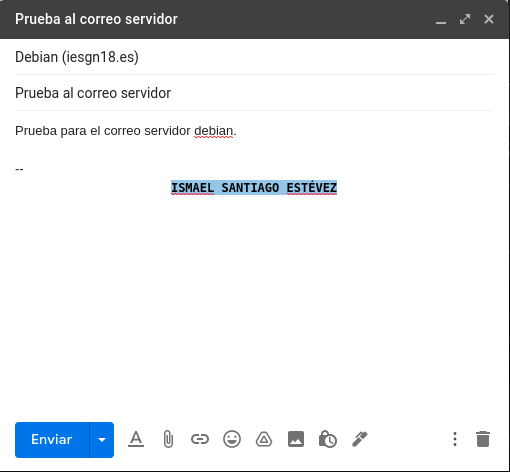 Prueba al correo servidor
Debian (iesgn18.es)
Prueba al correo servidor
Prueba para el correo servidor debian.
--
ISMAEL SANTIAGO ESTÉVEZ
Enviar